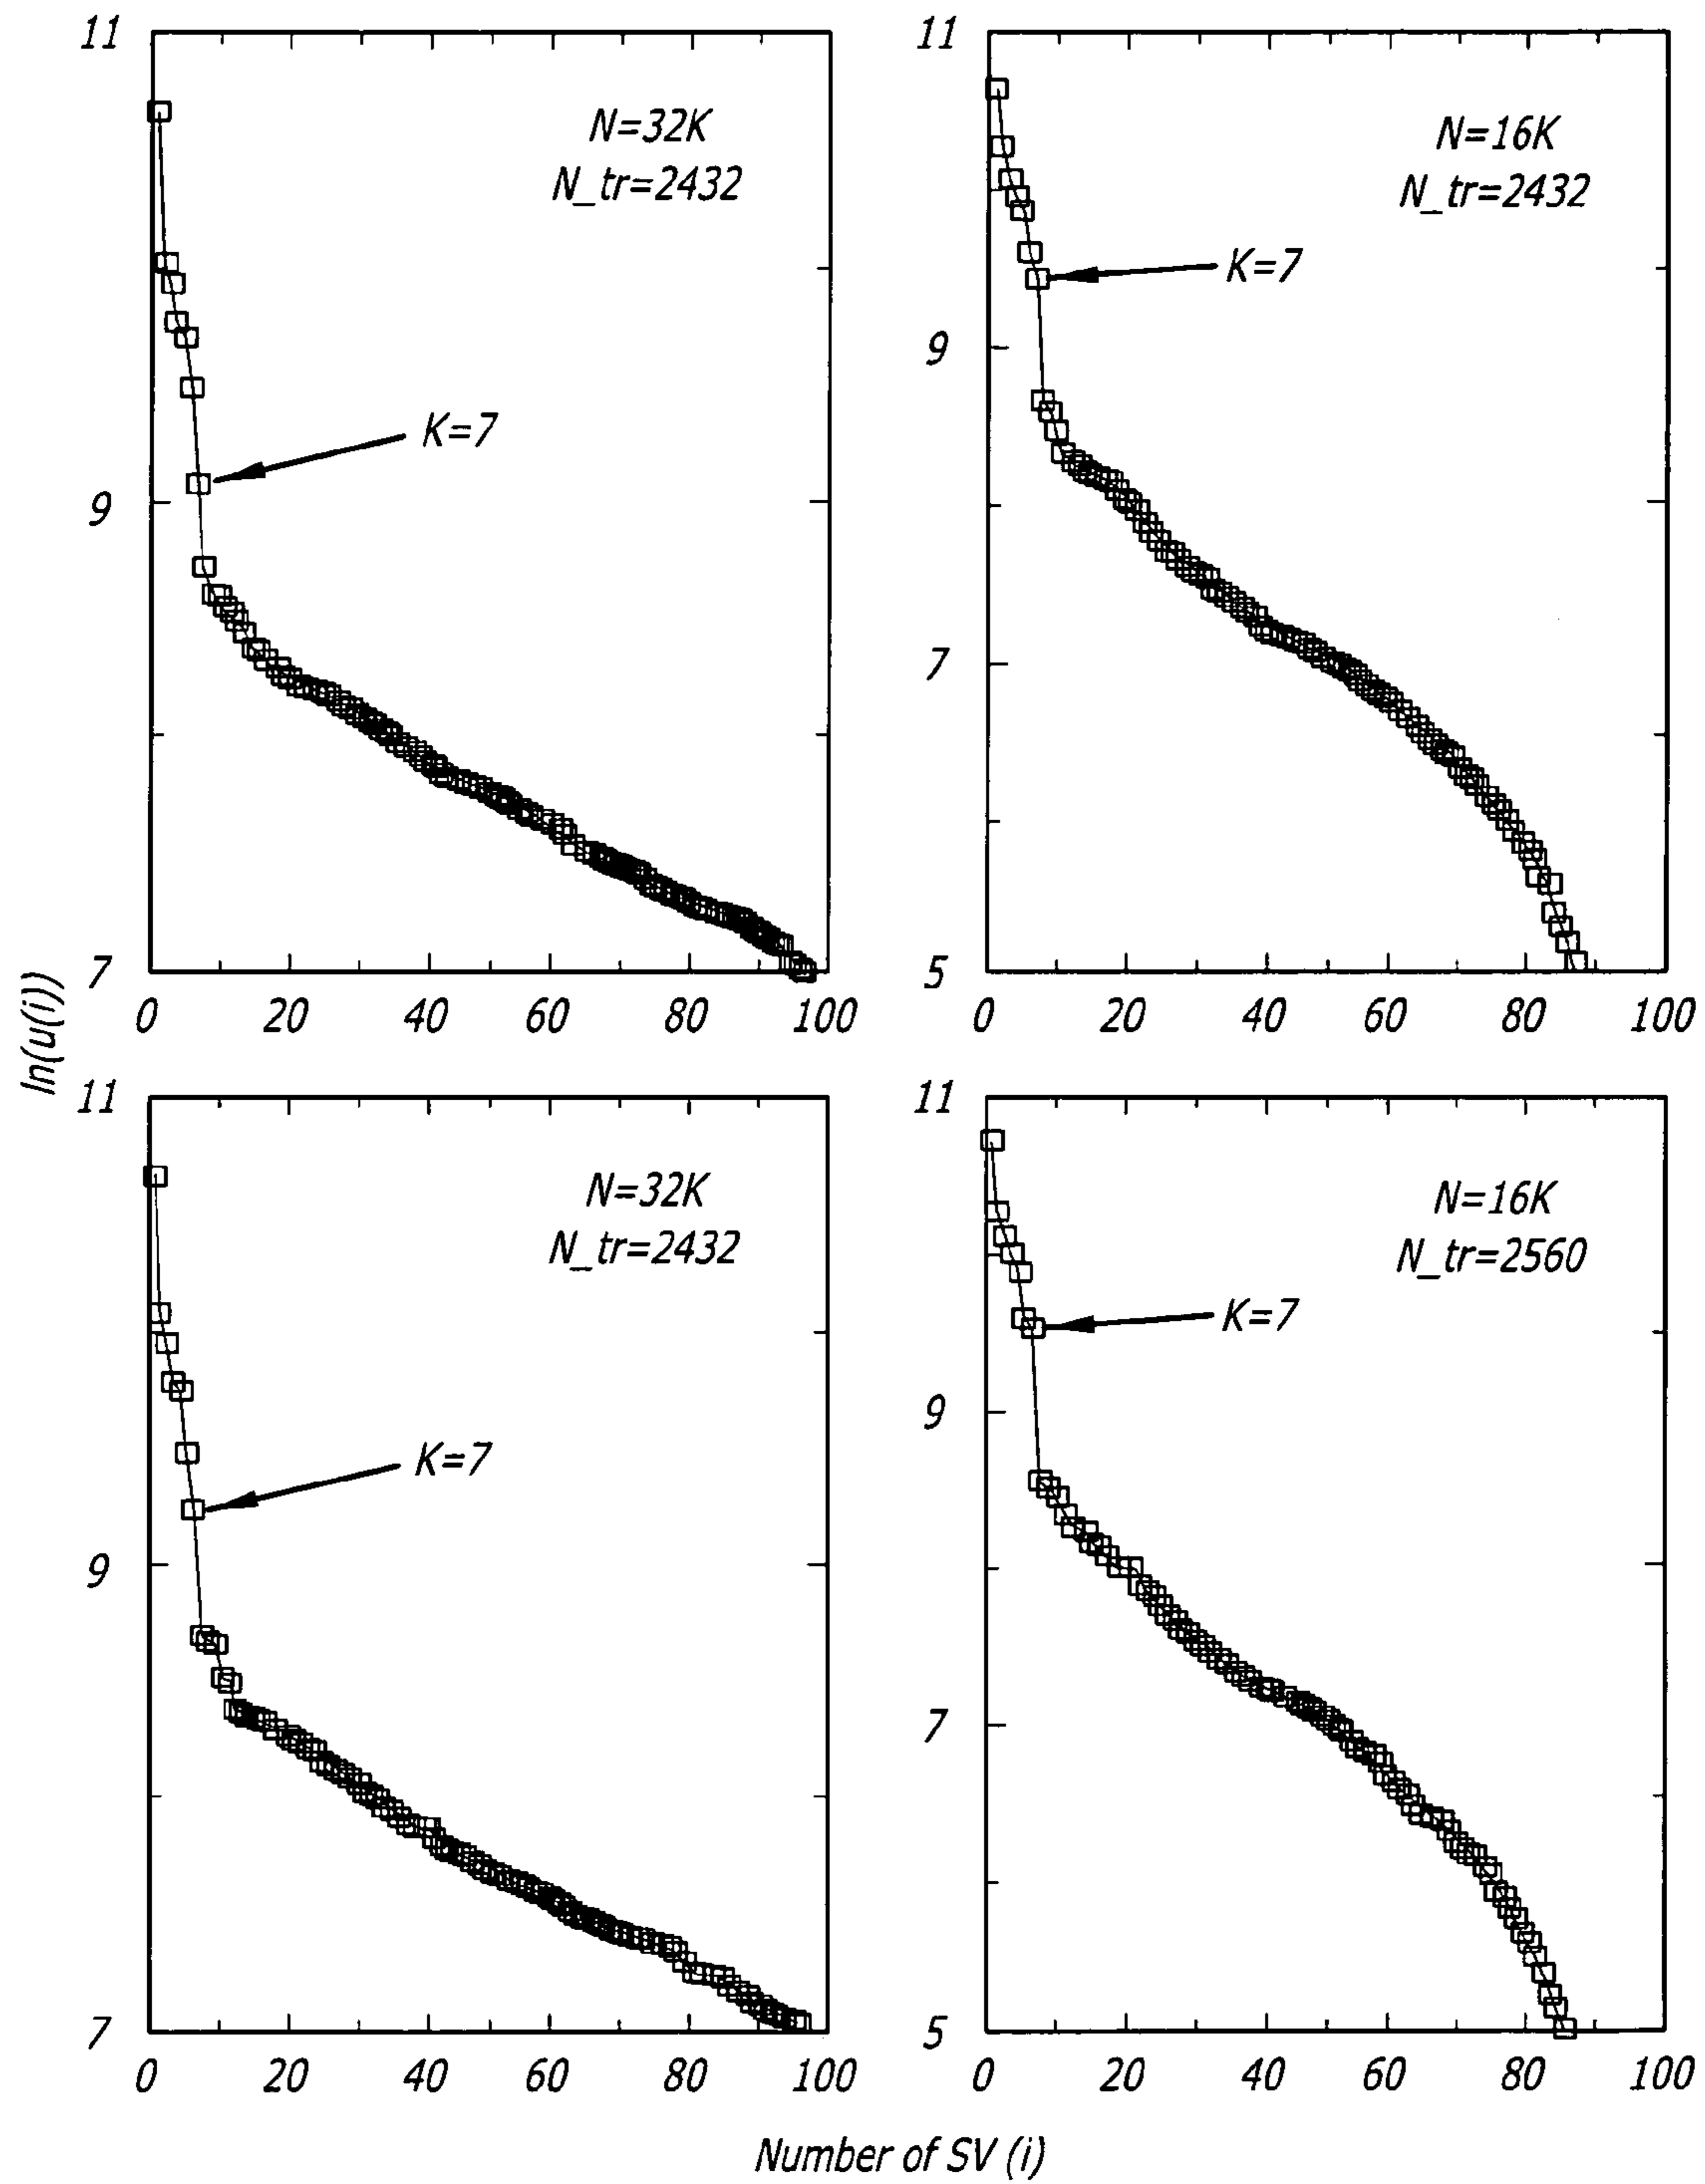 11
N=32K
N_tr=2432
K=7
9
7
0 20 40 60 80 100
11
N=16K
N_tr=2432
K=7
9
7
5
0 20 40 60 80 100
ln(u(i))
11
N=32K
N_tr=2432
K=7
9
7
0 20 40 60 80 100
11
N=16K
N_tr=2560
K=7
9
7
5
0 20 40 60 80 100
Number of SV (i)